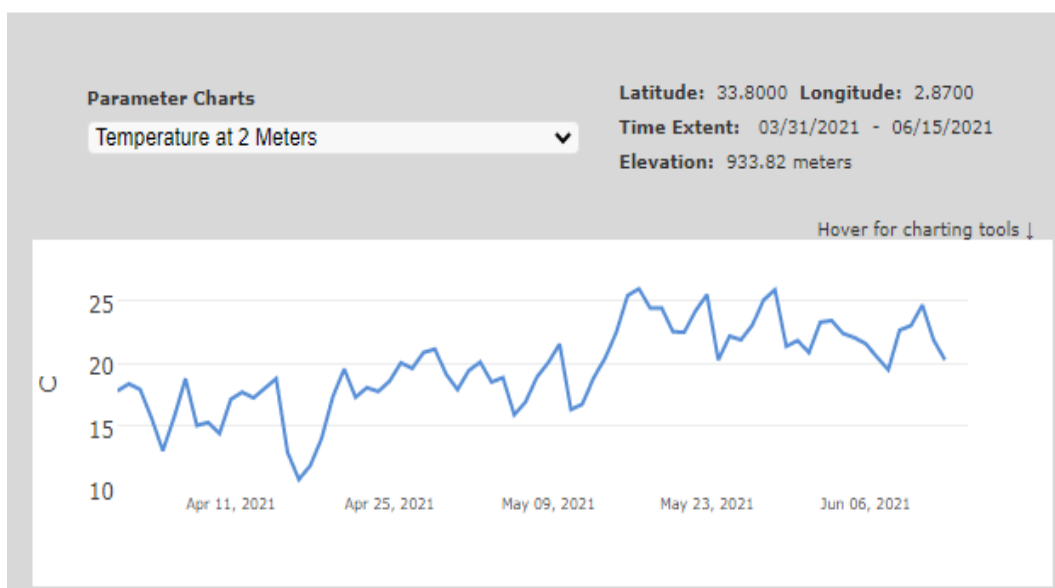 Parameter Charts
Temperature at 2 Meters
Latitude: 33.8000 Longitude: 2.8700
Time Extent: 03/31/2021 - 06/15/2021
Elevation: 933.82 meters
Hover for charting tools ↓
25
20
15
10
C
Apr 11, 2021
Apr 25, 2021
May 09, 2021
May 23, 2021
Jun 06, 2021